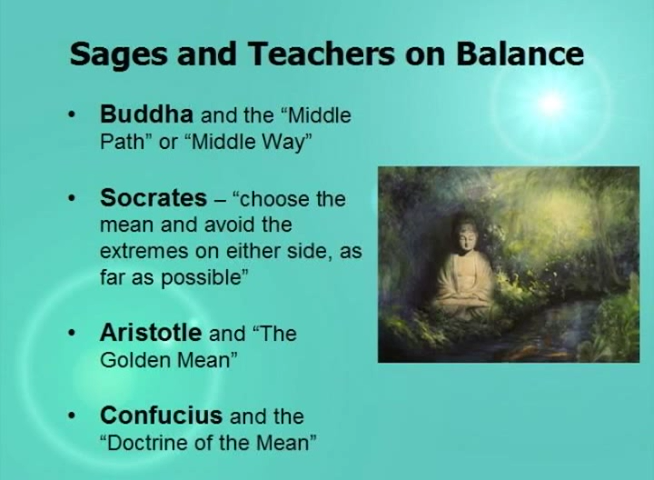 Sages and Teachers on Balance
• Buddha and the “Middle
Path” or “Middle Way”
• Socrates – “choose the
mean and avoid the
extremes on either side, as
far as possible”
• Aristotle and “The
Golden Mean”
• Confucius and the
“Doctrine of the Mean”